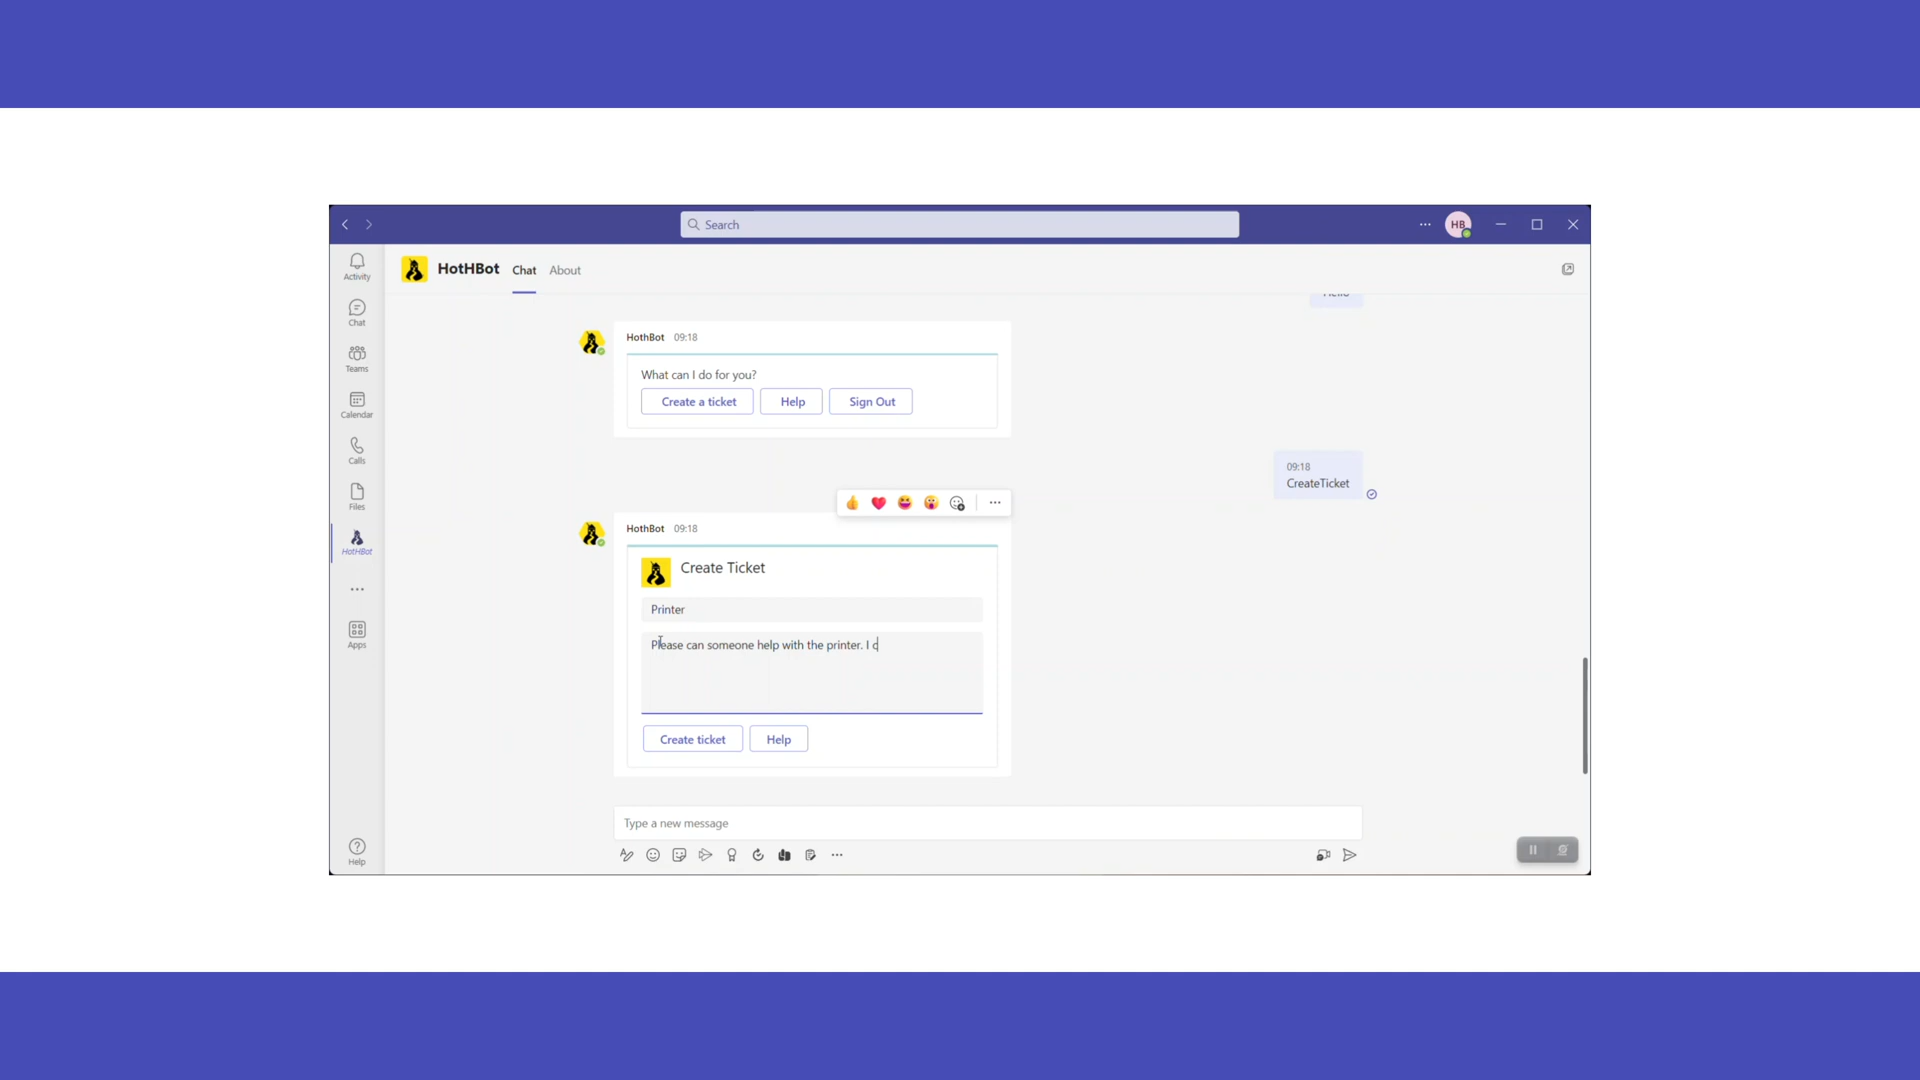 Search
HB
Activity
Chat
Teams
Calendar
Calls
Files
HotHBot
Apps
Help
HotHBot
Chat
About
Hello
HothBot 09:18
What can I do for you?
Create a ticket
Help
Sign Out
09:18
CreateTicket
HothBot 09:18
Create Ticket
Printer
Please can someone help with the printer. I c
Create ticket
Help
Type a new message